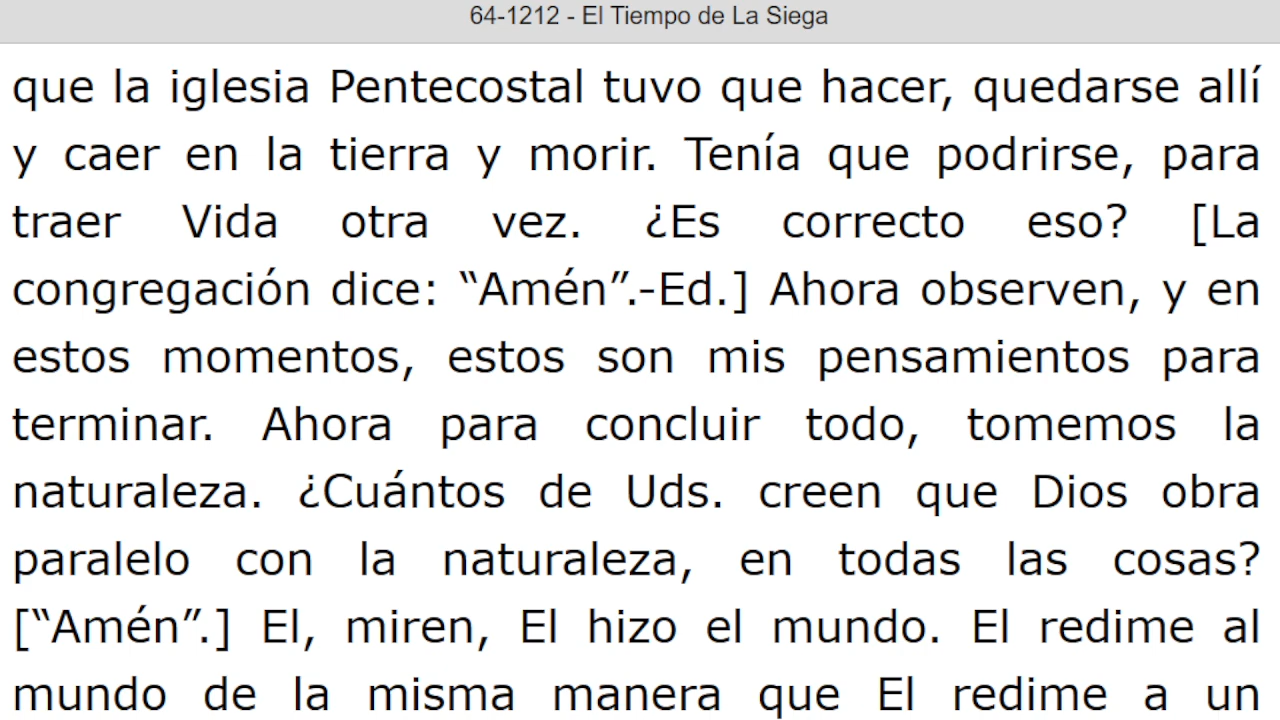 64-1212 - El Tiempo de La Siega
que la iglesia Pentecostal tuvo que hacer, quedarse allí
y caer en la tierra y morir. Tenía que podrirse, para
traer Vida otra vez. ¿Es correcto eso? [La
congregación dice: “Amén”.-Ed.] Ahora observen, y en
estos momentos, estos son mis pensamientos para
terminar. Ahora para concluir todo, tomemos la
naturaleza. ¿Cuántos de Uds. creen que Dios obra
paralelo con la naturaleza, en todas las cosas?
[“Amén”.] El, miren, El hizo el mundo. El redime al
mundo de la misma manera que El redime a un